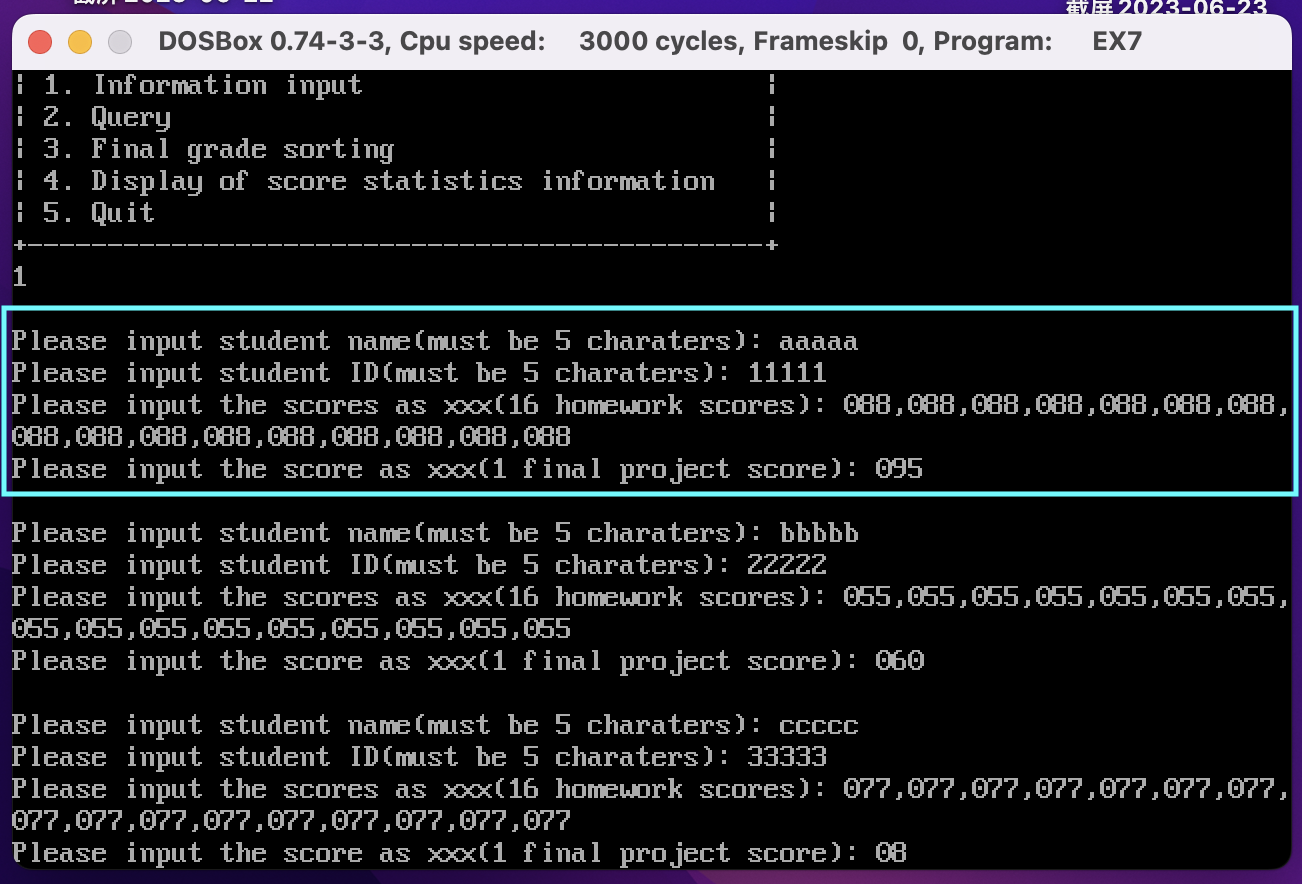 截屏2023-06-23
DOSBox 0.74-3-3, Cpu speed: 3000 cycles, Frameskip 0, Program: EX7
¦ 1. Information input ¦
¦ 2. Query ¦
¦ 3. Final grade sorting ¦
¦ 4. Display of score statistics information ¦
¦ 5. Quit ¦
+----------------------------------------------+
1
Please input student name(must be 5 charaters): aaaaa
Please input student ID(must be 5 charaters): 11111
Please input the scores as xxx(16 homework scores): 088,088,088,088,088,088,088,
088,088,088,088,088,088,088,088,088
Please input the score as xxx(1 final project score): 095
Please input student name(must be 5 charaters): bbbbb
Please input student ID(must be 5 charaters): 22222
Please input the scores as xxx(16 homework scores): 055,055,055,055,055,055,055,
055,055,055,055,055,055,055,055,055
Please input the score as xxx(1 final project score): 060
Please input student name(must be 5 charaters): ccccc
Please input student ID(must be 5 charaters): 33333
Please input the scores as xxx(16 homework scores): 077,077,077,077,077,077,077,
077,077,077,077,077,077,077,077,077
Please input the score as xxx(1 final project score): 08